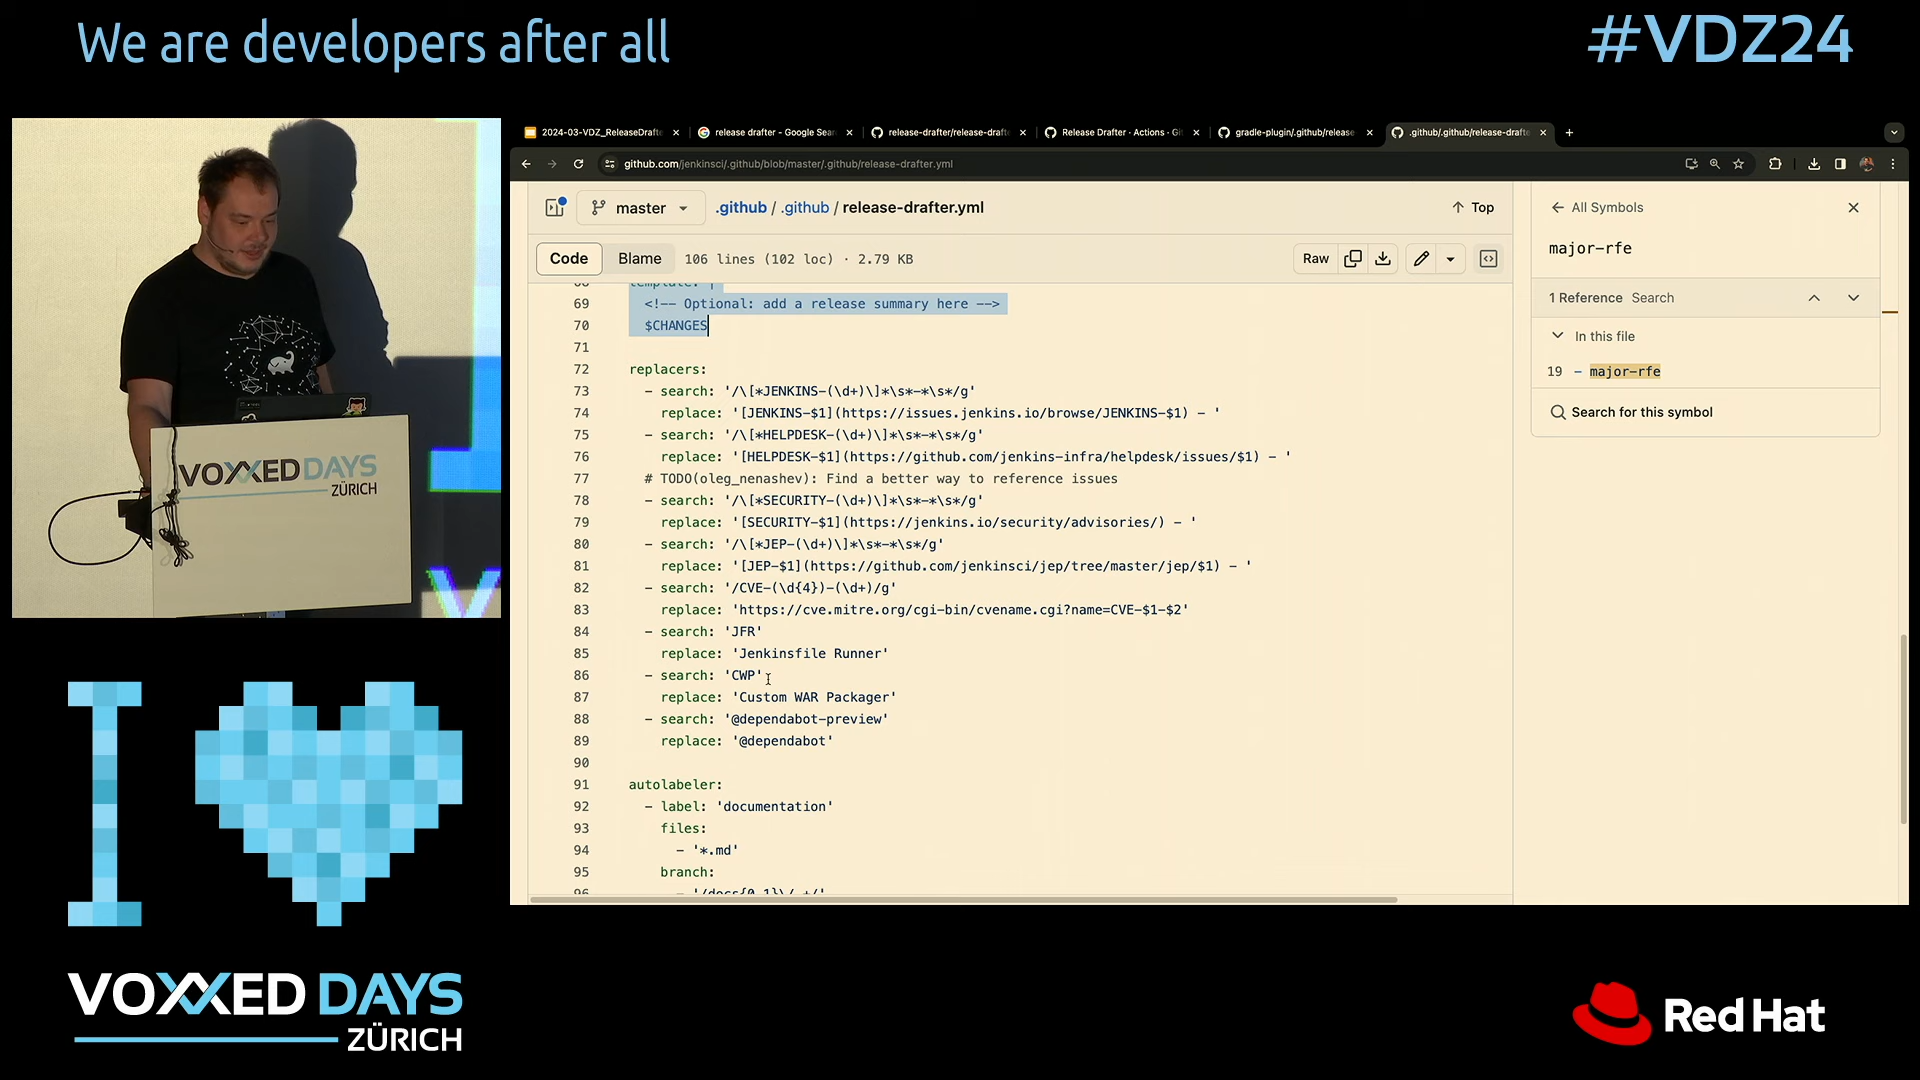 We are developers after all
#VDZ24
2024-03-VDZ_ReleaseDrafte
release drafter - Google Sear
release-drafter/release-draft
Release Drafter · Actions · Gi
gradle-plugin/.github/release
.github/.github/release-drafte
github.com/jenkinsci/.github/blob/master/.github/release-drafter.yml
master
.github / .github / release-drafter.yml
Top
All Symbols
Code
Blame
106 lines (102 loc) · 2.79 KB
Raw
major-rfe
1 Reference Search
In this file
19 - major-rfe
Search for this symbol
68 template: |
69 <!-- Optional: add a release summary here -->
70 $CHANGES
71
72 replacers:
73 - search: '/\[*JENKINS-(\d+)\]*\s*-*\s*/g'
74 replace: '[JENKINS-$1](https://issues.jenkins.io/browse/JENKINS-$1) - '
75 - search: '/\[*HELPDESK-(\d+)\]*\s*-*\s*/g'
76 replace: '[HELPDESK-$1](https://github.com/jenkins-infra/helpdesk/issues/$1) - '
77 # TODO(oleg_nenashev): Find a better way to reference issues
78 - search: '/\[*SECURITY-(\d+)\]*\s*-*\s*/g'
79 replace: '[SECURITY-$1](https://jenkins.io/security/advisories/) - '
80 - search: '/\[*JEP-(\d+)\]*\s*-*\s*/g'
81 replace: '[JEP-$1](https://github.com/jenkinsci/jep/tree/master/jep/$1) - '
82 - search: '/CVE-(\d{4})-(\d+)/g'
83 replace: 'https://cve.mitre.org/cgi-bin/cvename.cgi?name=CVE-$1-$2'
84 - search: 'JFR'
85 replace: 'Jenkinsfile Runner'
86 - search: 'CWP'
87 replace: 'Custom WAR Packager'
88 - search: '@dependabot-preview'
89 replace: '@dependabot'
90
91 autolabeler:
92 - label: 'documentation'
93 files:
94 - '*.md'
95 branch:
96 - '/docs{0,1}\/.+/'
VOXXED DAYS
ZÜRICH
I
VOXXED DAYS
ZÜRICH
Red Hat